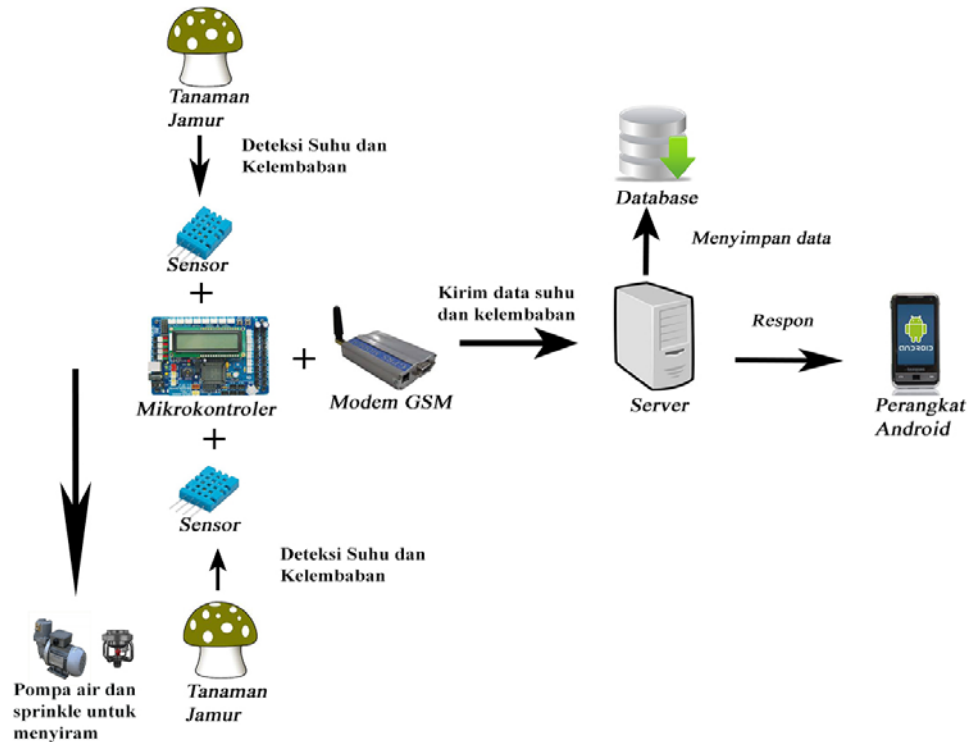 Tanaman
Jamur
Deteksi Suhu dan
Kelembaban
Sensor
+
Mikrokontroler
+
Modem GSM
Kirim data suhu
dan kelembaban
Database
Menyimpan data
Server
Respon
ANDROID
Perangkat
Android
+
Sensor
Deteksi Suhu dan
Kelembaban
Tanaman
Jamur
Pompa air dan
sprinkle untuk
menyiram